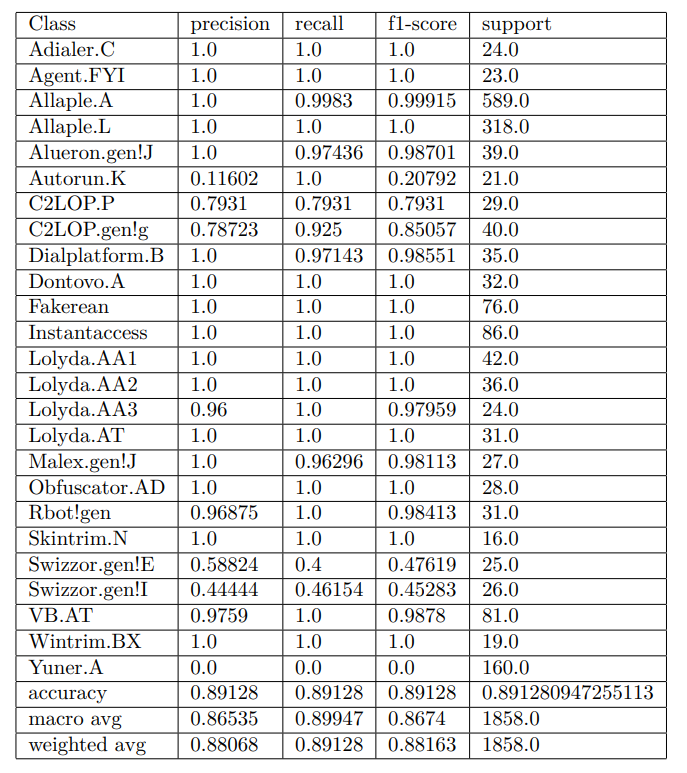 Class precision recall f1-score support
Adialer.C 1.0 1.0 1.0 24.0
Agent.FYI 1.0 1.0 1.0 23.0
Allaple.A 1.0 0.9983 0.99915 589.0
Allaple.L 1.0 1.0 1.0 318.0
Alueron.gen!J 1.0 0.97436 0.98701 39.0
Autorun.K 0.11602 1.0 0.20792 21.0
C2LOP.P 0.7931 0.7931 0.7931 29.0
C2LOP.gen!g 0.78723 0.925 0.85057 40.0
Dialplatform.B 1.0 0.97143 0.98551 35.0
Dontovo.A 1.0 1.0 1.0 32.0
Fakerean 1.0 1.0 1.0 76.0
Instantaccess 1.0 1.0 1.0 86.0
Lolyda.AA1 1.0 1.0 1.0 42.0
Lolyda.AA2 1.0 1.0 1.0 36.0
Lolyda.AA3 0.96 1.0 0.97959 24.0
Lolyda.AT 1.0 1.0 1.0 31.0
Malex.gen!J 1.0 0.96296 0.98113 27.0
Obfuscator.AD 1.0 1.0 1.0 28.0
Rbot!gen 0.96875 1.0 0.98413 31.0
Skintrim.N 1.0 1.0 1.0 16.0
Swizzor.gen!E 0.58824 0.4 0.47619 25.0
Swizzor.gen!I 0.44444 0.46154 0.45283 26.0
VB.AT 0.9759 1.0 0.9878 81.0
Wintrim.BX 1.0 1.0 1.0 19.0
Yuner.A 0.0 0.0 0.0 160.0
accuracy 0.89128 0.89128 0.89128 0.891280947255113
macro avg 0.86535 0.89947 0.8674 1858.0
weighted avg 0.88068 0.89128 0.88163 1858.0